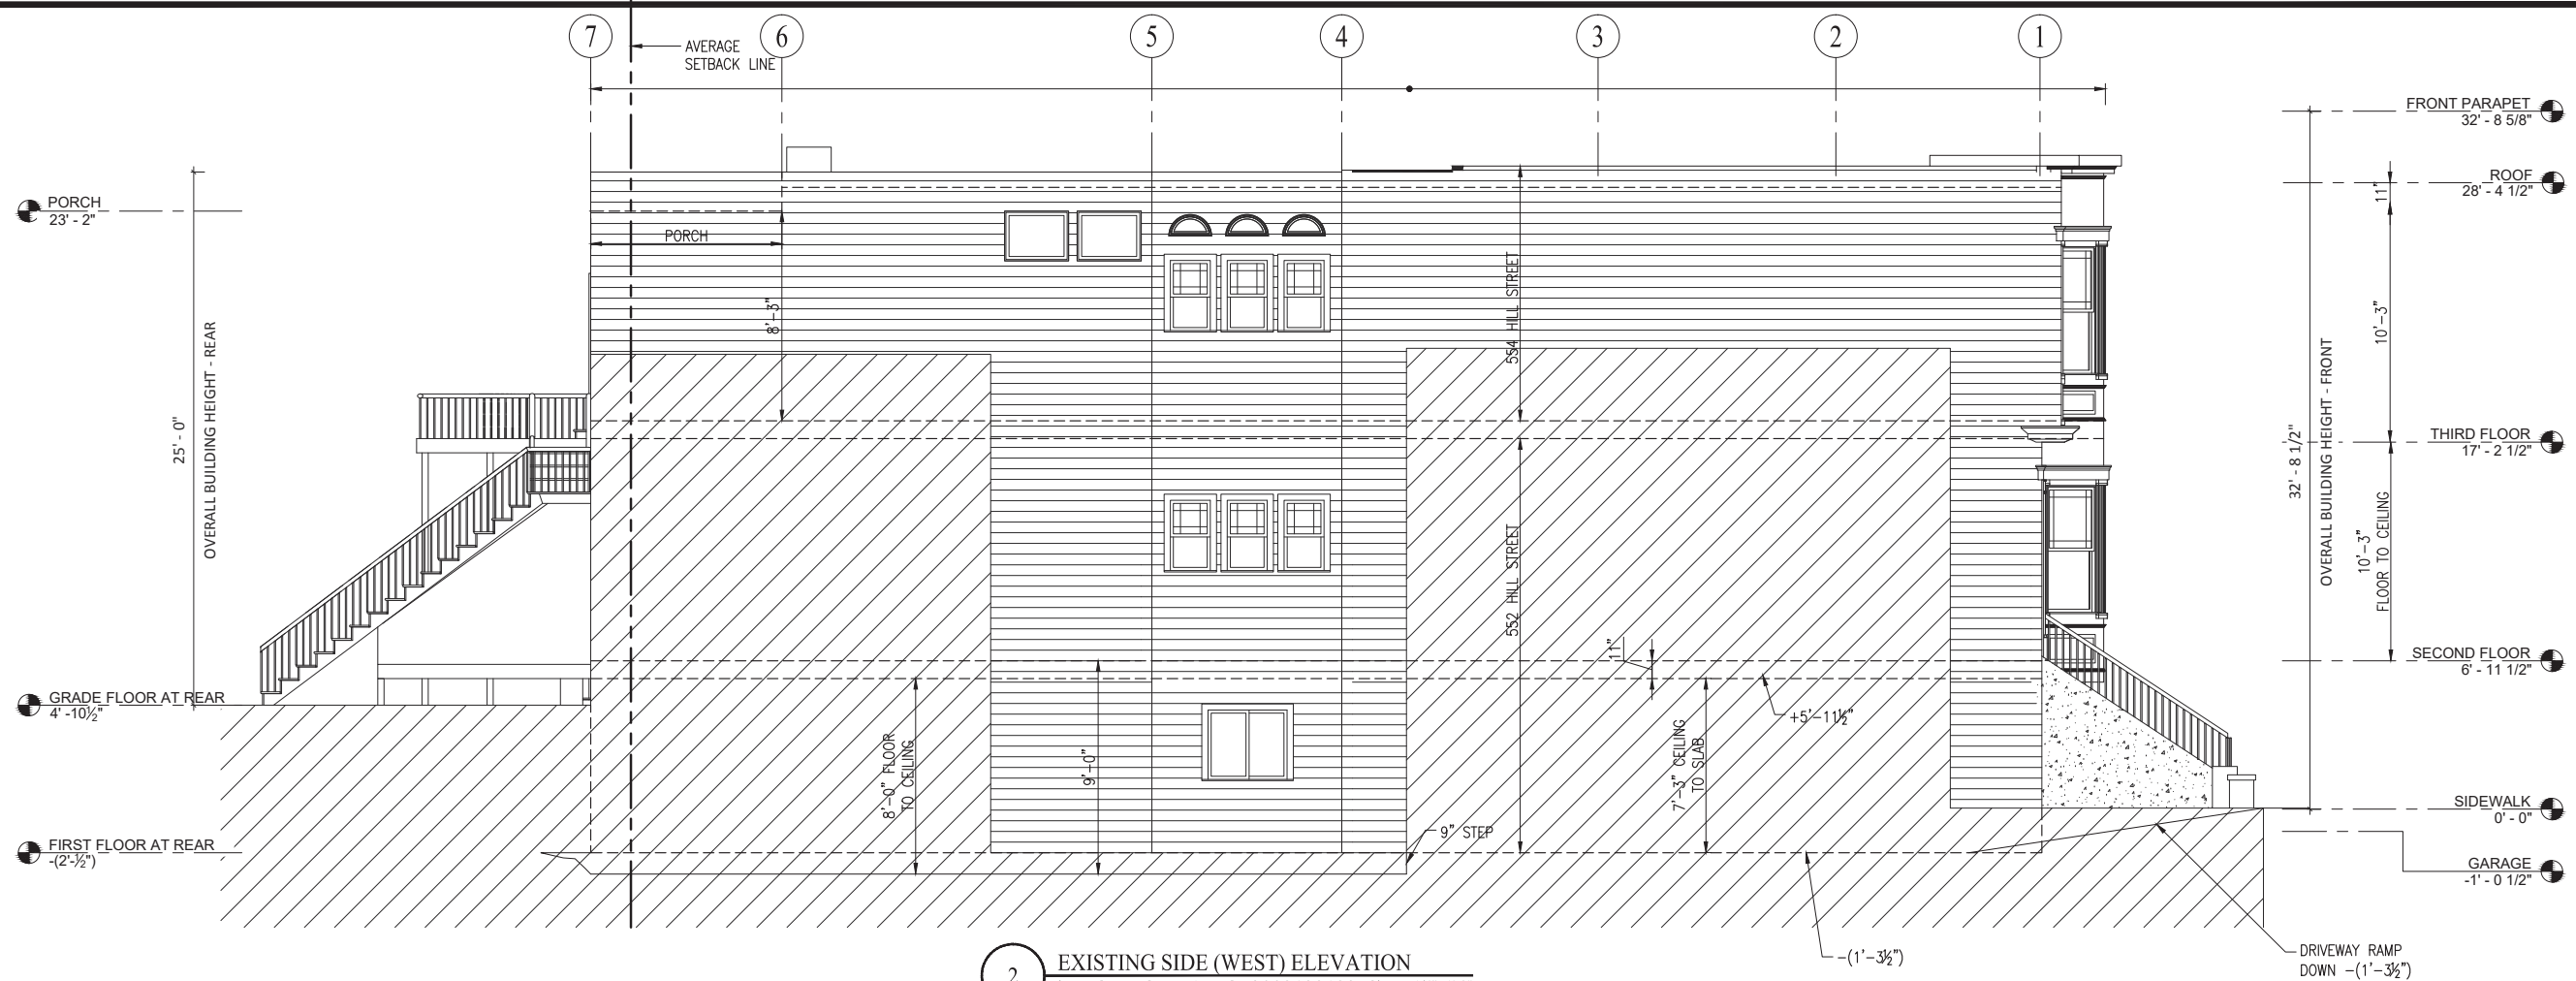 7
6
5
4
3
2
1
AVERAGE
SETBACK LINE
FRONT PARAPET
32' - 8 5/8"
ROOF
28' - 4 1/2"
11"
PORCH
23' - 2"
PORCH
8'-3"
554 HILL STREET
10'-3"
25' - 0"
OVERALL BUILDING HEIGHT - REAR
32' - 8 1/2"
OVERALL BUILDING HEIGHT - FRONT
THIRD FLOOR
17' - 2 1/2"
10'-3"
FLOOR TO CEILING
552 HILL STREET
11"
SECOND FLOOR
6' - 11 1/2"
GRADE FLOOR AT REAR
4' -10½"
+5'-11½"
8'-0" FLOOR
TO CEILING
9'-0"
7'-3" CEILING
TO SLAB
SIDEWALK
0' - 0"
9" STEP
FIRST FLOOR AT REAR
-(2'-½")
GARAGE
-1' - 0 1/2"
-(1'-3½")
DRIVEWAY RAMP
DOWN -(1'-3½")
2
EXISTING SIDE (WEST) ELEVATION